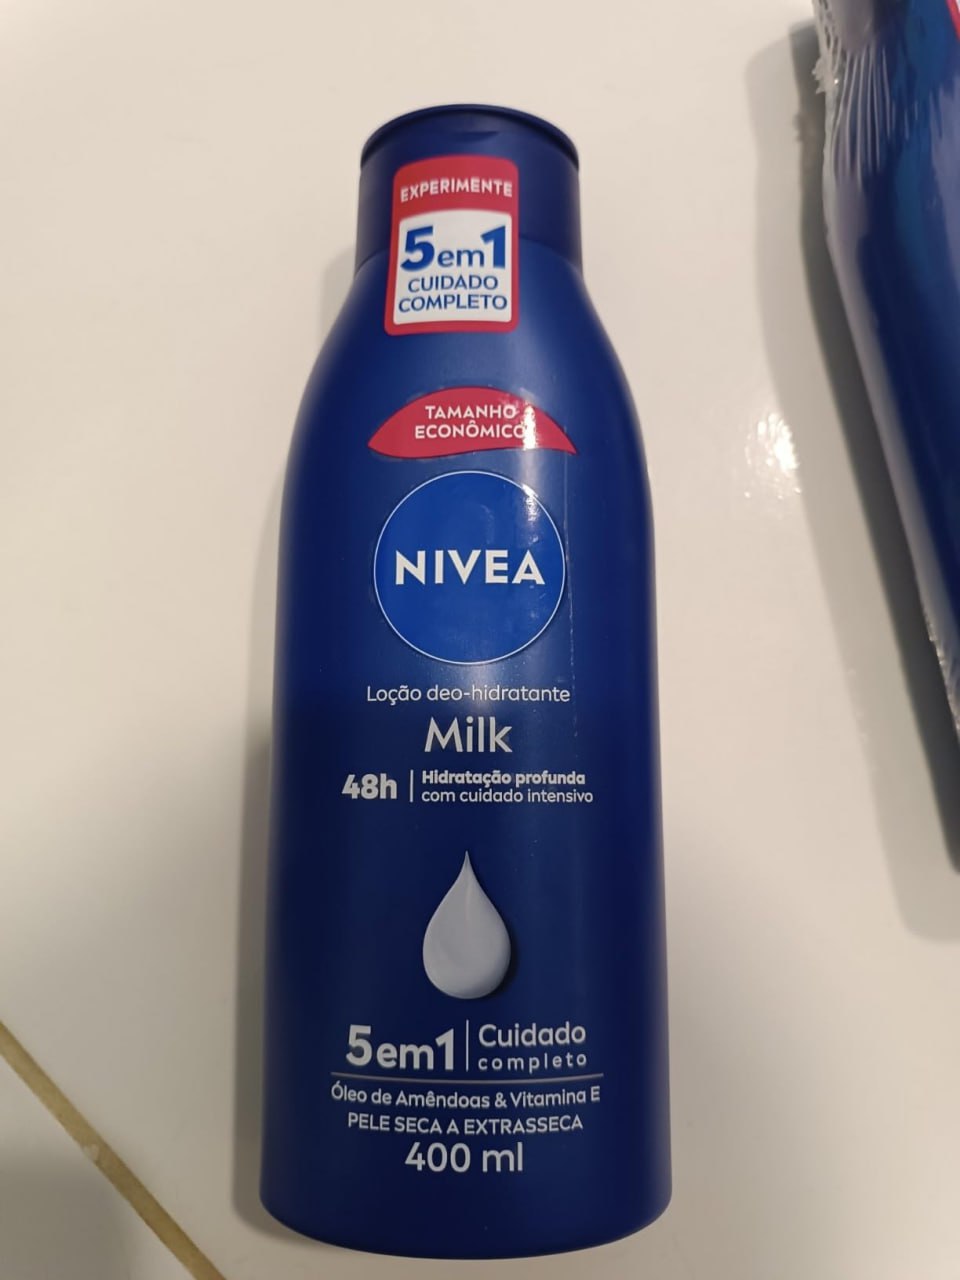 EXPERIMENTE
5em1
CUIDADO
COMPLETO
TAMANHO
ECONÔMICO
NIVEA
Loção deo-hidratante
Milk
48h | Hidratação profunda
com cuidado intensivo
5em1 | Cuidado
completo
Óleo de Amêndoas & Vitamina E
PELE SECA A EXTRASSECA
400 ml